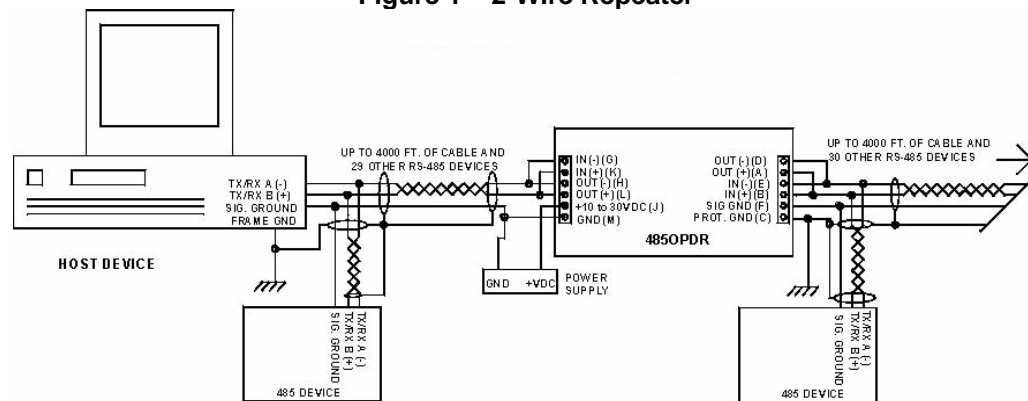 Figure 1 – 2-Wire Repeater
UP TO 4000 FT. OF CABLE AND
29 OTHER RS-485 DEVICES
UP TO 4000 FT. OF CABLE AND
30 OTHER RS-485 DEVICES
TX/RX A (-)
TX/RX B (+)
SIG. GROUND
FRAME GND
HOST DEVICE
IN(-)(G)
IN(+)(K)
OUT(-)(H)
OUT(+)(L)
+10 to 30VDC(J)
GND(M)
OUT(-)(D)
OUT(+)(A)
IN(-)(E)
IN(+)(B)
SIG GND(F)
PROT. GND(C)
485OPDR
GND +VDC
POWER
SUPPLY
SIG. GROUND
TX/RX B(+)
TX/RX A (-)
485 DEVICE
SIG. GROUND
TX/RX B(+)
TX/RX A (-)
485 DEVICE